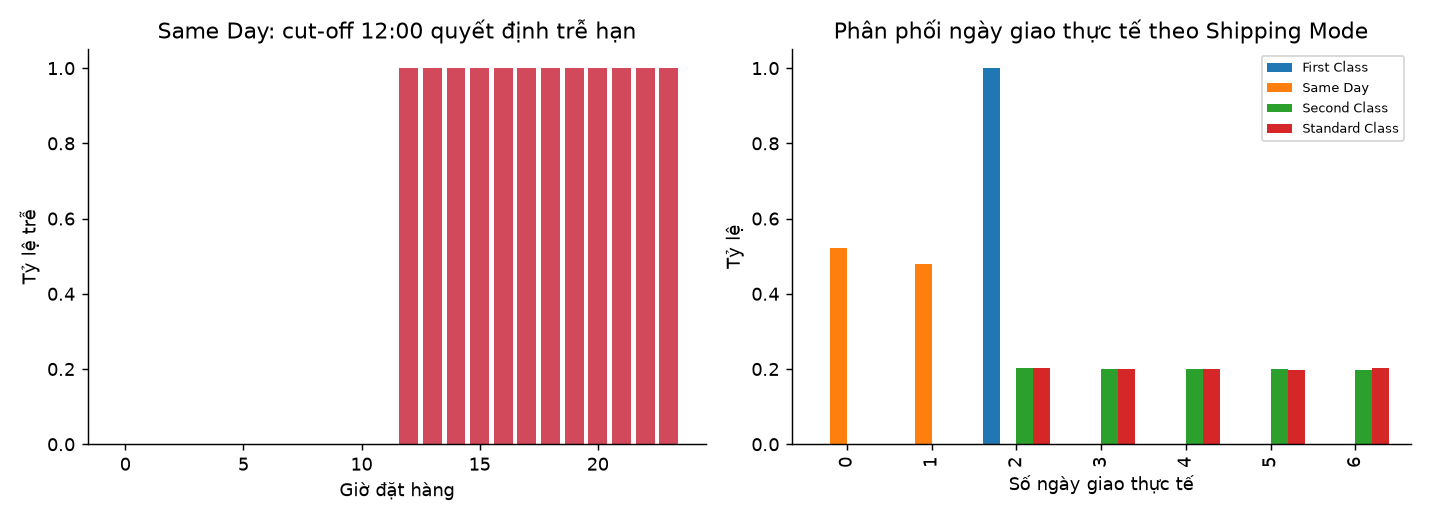 Same Day: cut-off 12:00 quyết định trễ hạn
Tỷ lệ trễ
1.0
0.8
0.6
0.4
0.2
0.0
0
5
10
15
20
Giờ đặt hàng
Phân phối ngày giao thực tế theo Shipping Mode
Tỷ lệ
1.0
0.8
0.6
0.4
0.2
0.0
First Class
Same Day
Second Class
Standard Class
0
1
2
3
4
5
6
Số ngày giao thực tế